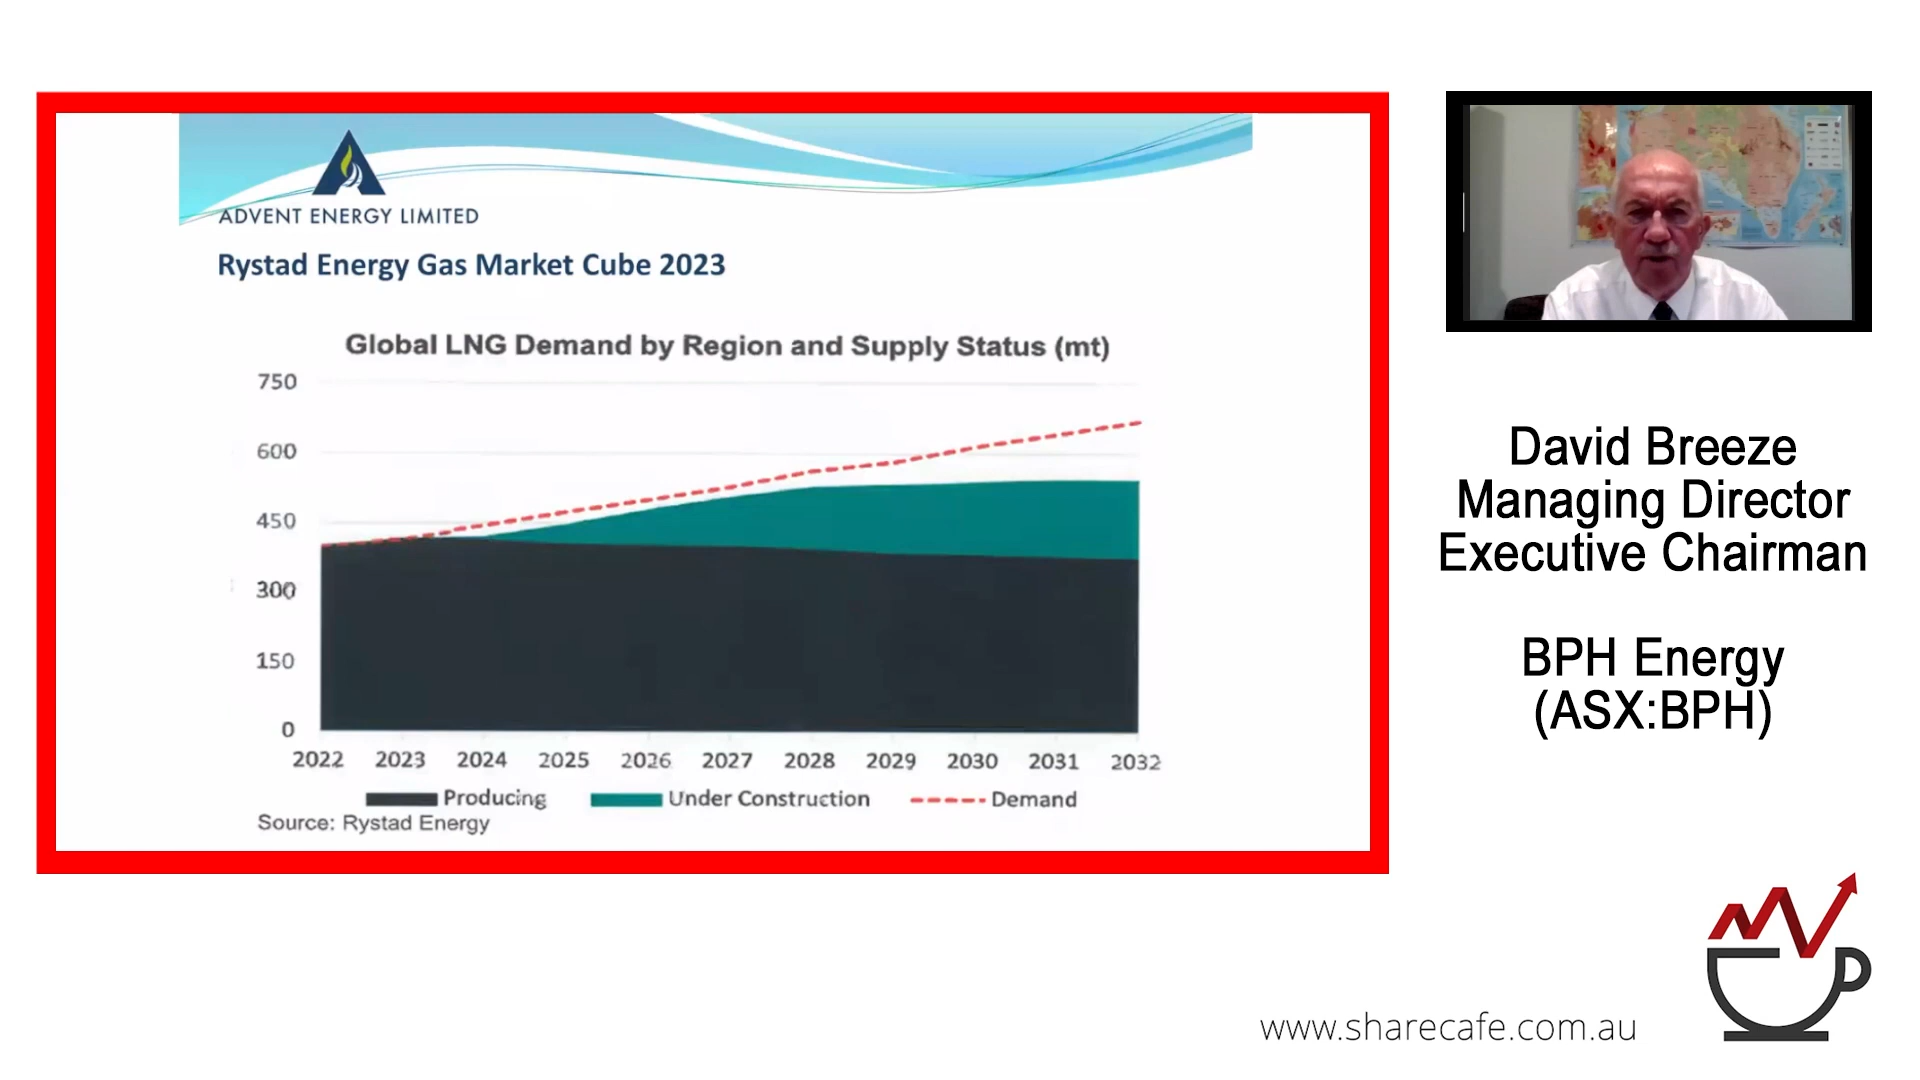 ADVENT ENERGY LIMITED
Rystad Energy Gas Market Cube 2023
Global LNG Demand by Region and Supply Status (mt)
750
600
450
300
150
0
2022 2023 2024 2025 2026 2027 2028 2029 2030 2031 2032
Producing Under Construction Demand
Source: Rystad Energy
David Breeze
Managing Director
Executive Chairman
BPH Energy
(ASX:BPH)
www.sharecafe.com.au